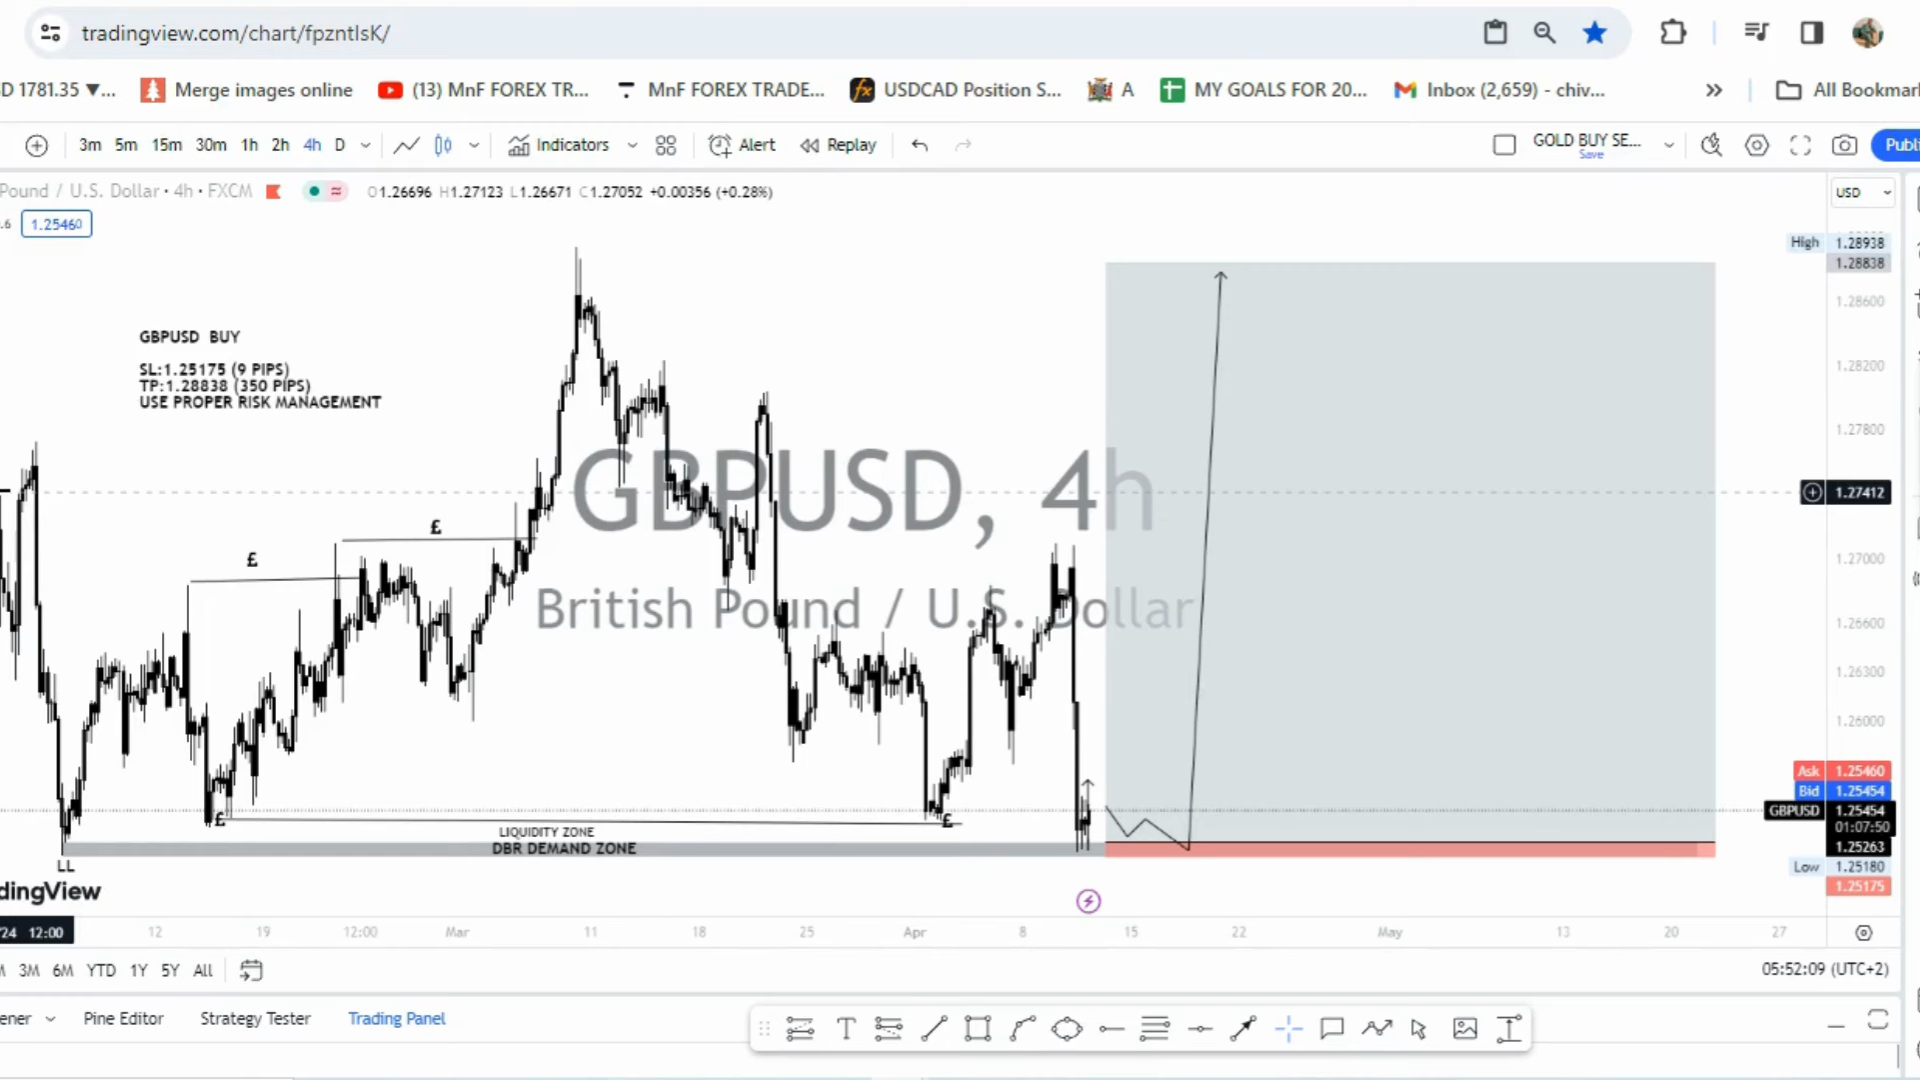 tradingview.com/chart/fpzntIsK/
D 1781.35 ▼... Merge images online (13) MnF FOREX TR... MnF FOREX TRADE... USDCAD Position S... A MY GOALS FOR 20... Inbox (2,659) - chiv... » All Bookmar
3m 5m 15m 30m 1h 2h 4h D Indicators Alert Replay GOLD BUY SE... Publi
Save
Pound / U.S. Dollar · 4h · FXCM O1.26696 H1.27123 L1.26671 C1.27052 +0.00356 (+0.28%) USD
.6 1.25460
High 1.28938
1.28838
1.28600
GBPUSD BUY
1.28200
SL:1.25175 (9 PIPS)
TP:1.28838 (350 PIPS)
USE PROPER RISK MANAGEMENT
1.27800
GBPUSD, 4h
1.27412
£
£
1.27000
British Pound / U.S. Dollar
1.26600
1.26300
1.26000
Ask 1.25460
Bid 1.25454
GBPUSD 1.25454
01:07:50
£ £
LIQUIDITY ZONE
DBR DEMAND ZONE
1.25263
LL
Low 1.25180
1.25175
dingView
'24 12:00 12 19 12:00 Mar 11 18 25 Apr 8 15 22 May 13 20 27
3M 6M YTD 1Y 5Y All 05:52:09 (UTC+2)
ener Pine Editor Strategy Tester Trading Panel